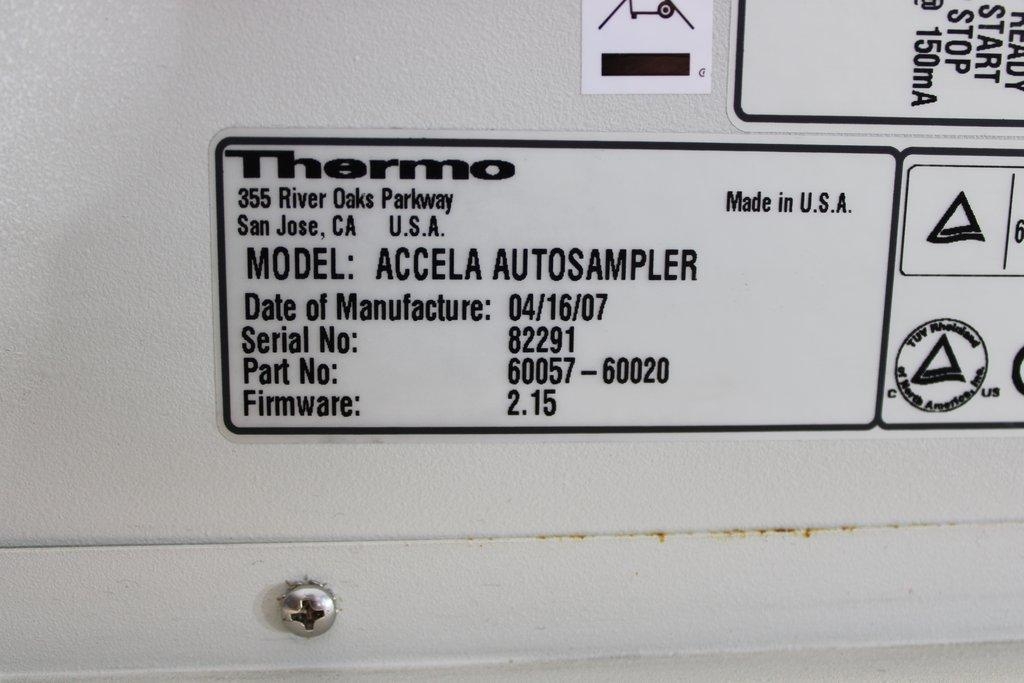 READY
START
STOP
@ 150mA
Thermo
355 River Oaks Parkway
San Jose, CA U.S.A.
Made in U.S.A.
MODEL: ACCELA AUTOSAMPLER
Date of Manufacture: 04/16/07
Serial No: 82291
Part No: 60057-60020
Firmware: 2.15
6
TUV Rheinland
of North America, Inc.
C US